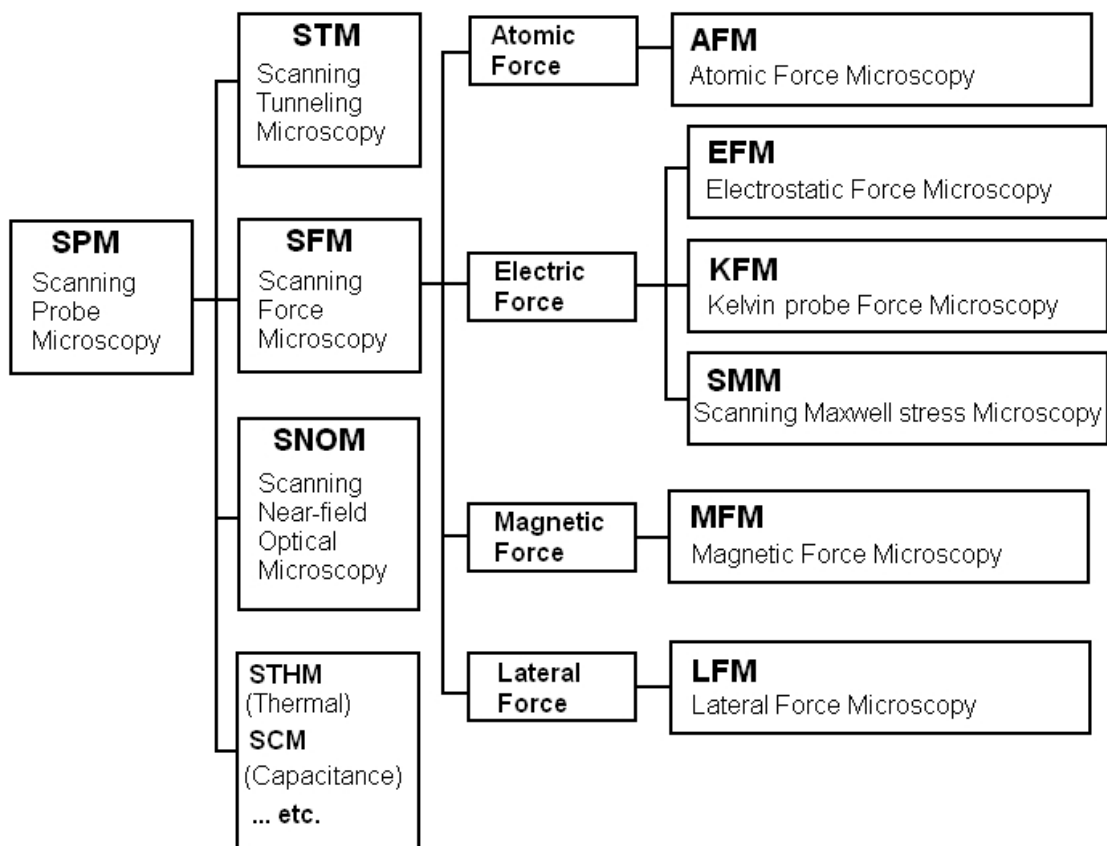 SPM
Scanning
Probe
Microscopy
STM
Scanning
Tunneling
Microscopy
SFM
Scanning
Force
Microscopy
SNOM
Scanning
Near-field
Optical
Microscopy
STHM
(Thermal)
SCM
(Capacitance)
... etc.
Atomic
Force
Electric
Force
Magnetic
Force
Lateral
Force
AFM
Atomic Force Microscopy
EFM
Electrostatic Force Microscopy
KFM
Kelvin probe Force Microscopy
SMM
Scanning Maxwell stress Microscopy
MFM
Magnetic Force Microscopy
LFM
Lateral Force Microscopy